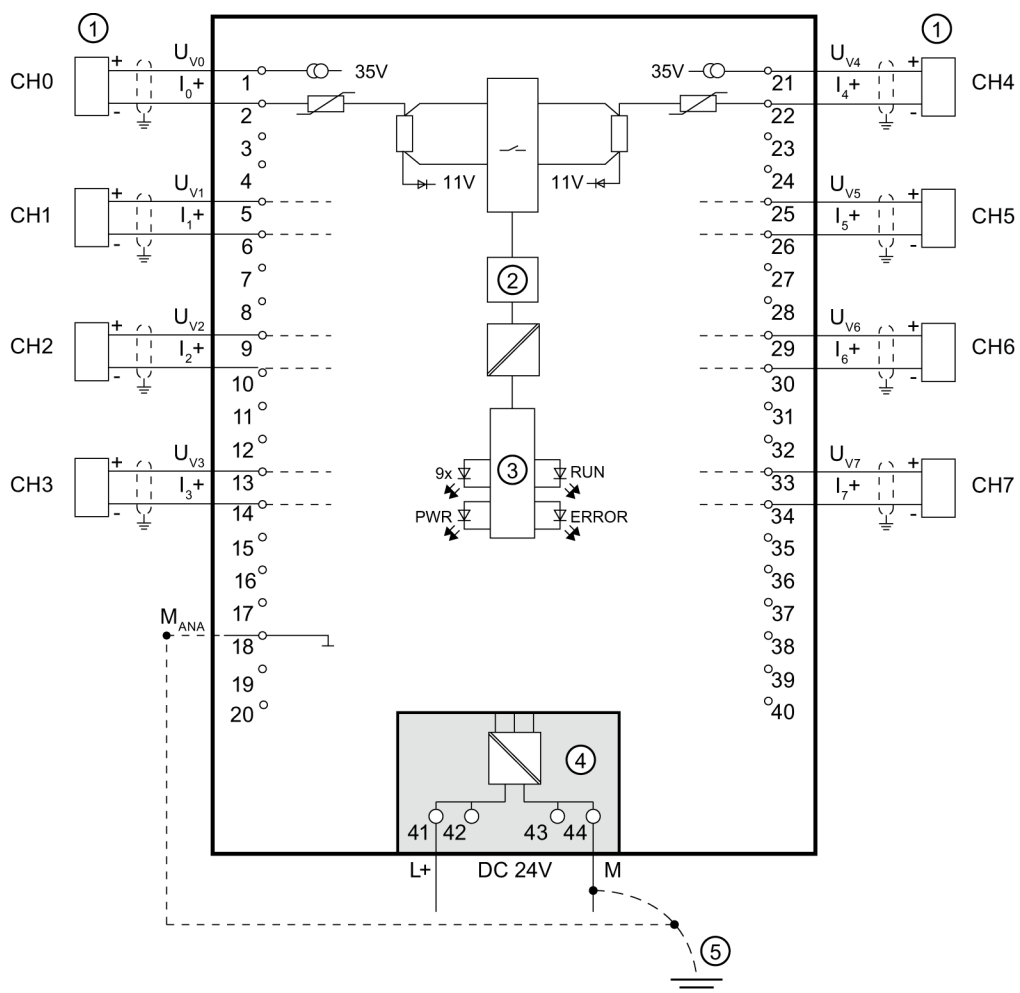 ① ①
CH0 + U_V0 35V 35V U_V4 + CH4
I_0+ 1 21 I_4+
- 2 22 -
3 23
4 11V 11V 24
CH1 + U_V1 U_V5 + CH5
I_1+ 5 25 I_5+
- 6 26 -
7 ② 27
8 28
CH2 + U_V2 U_V6 + CH6
I_2+ 9 29 I_6+
- 10 30 -
11 31
12 32
CH3 + U_V3 9x ③ RUN U_V7 + CH7
I_3+ 13 33 I_7+
- 14 PWR ERROR 34 -
15 35
16 36
17 37
M_ANA
18 38
19 39
20 40
④
41 42 43 44
L+ DC 24V M
⑤